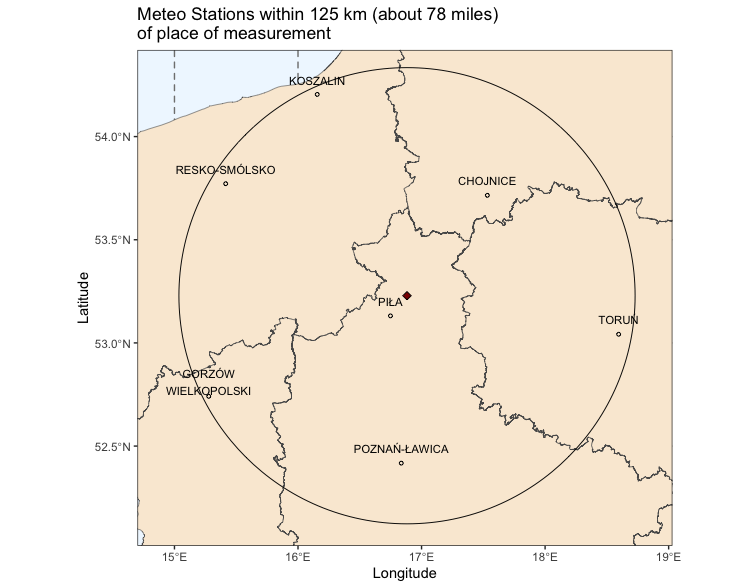 Meteo Stations within 125 km (about 78 miles)
of place of measurement
KOSZALIN
54.0°N
RESKO-SMÓLSKO
CHOJNICE
53.5°N
Latitude
PIŁA
TORUŃ
53.0°N
GORZÓW
WIELKOPOLSKI
52.5°N
POZNAŃ-ŁAWICA
15°E 16°E 17°E 18°E 19°E
Longitude